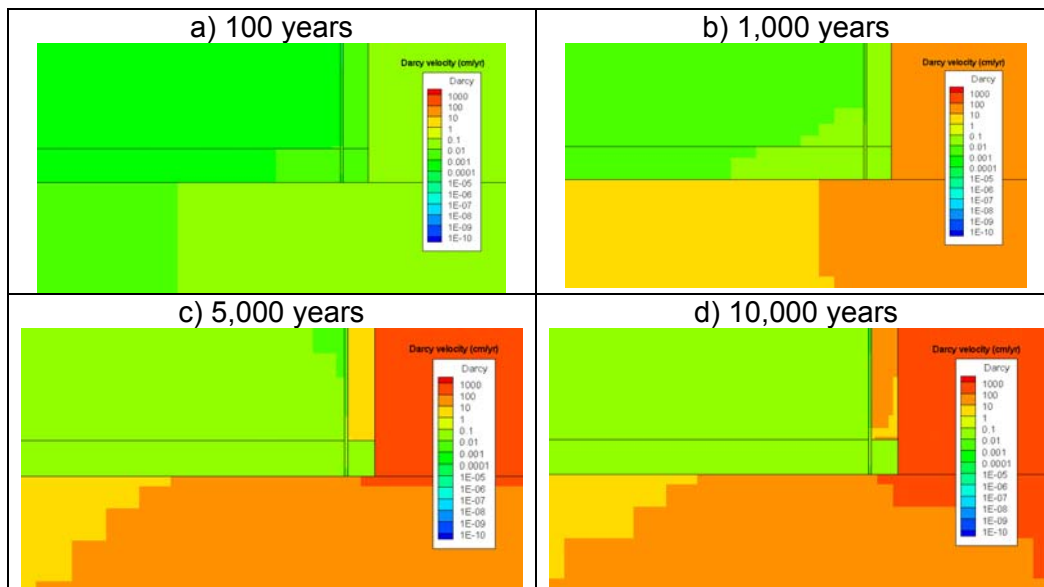 a) 100 years
Darcy velocity (cm/yr)
Darcy
1000
100
10
1
0.1
0.01
0.001
0.0001
1E-05
1E-06
1E-07
1E-08
1E-09
1E-10
b) 1,000 years
Darcy velocity (cm/yr)
Darcy
1000
100
10
1
0.1
0.01
0.001
0.0001
1E-05
1E-06
1E-07
1E-08
1E-09
1E-10
c) 5,000 years
Darcy velocity (cm/yr)
Darcy
1000
100
10
1
0.1
0.01
0.001
0.0001
1E-05
1E-06
1E-07
1E-08
1E-09
1E-10
d) 10,000 years
Darcy velocity (cm/yr)
Darcy
1000
100
10
1
0.1
0.01
0.001
0.0001
1E-05
1E-06
1E-07
1E-08
1E-09
1E-10